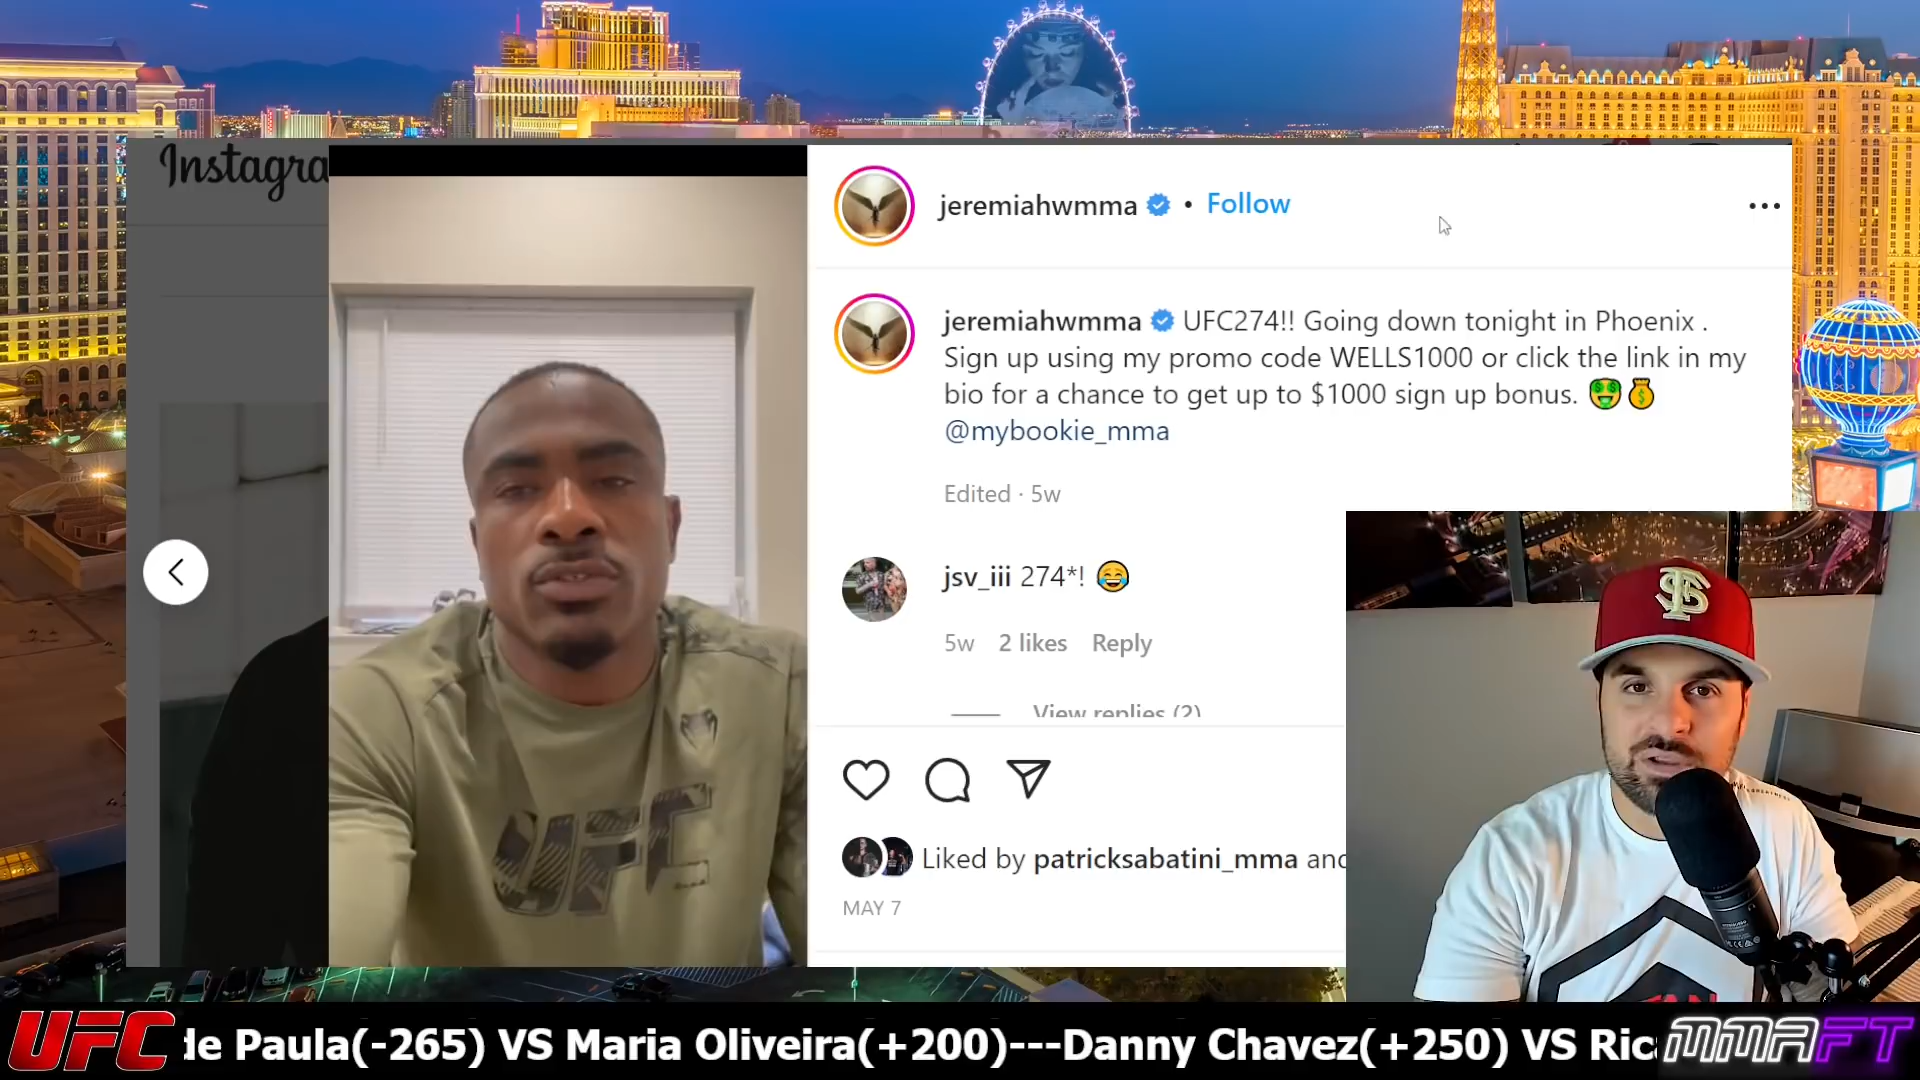 Instagra
jeremiahwmma • Follow
jeremiahwmma UFC274!! Going down tonight in Phoenix .
Sign up using my promo code WELLS1000 or click the link in my
bio for a chance to get up to $1000 sign up bonus. 🤑💰
@mybookie_mma
Edited · 5w
jsv_iii 274*! 😂
5w 2 likes Reply
View replies (2)
UFC
Liked by patricksabatini_mma and
MAY 7
UFC de Paula(-265) VS Maria Oliveira(+200)---Danny Chavez(+250) VS Rica MMAFT